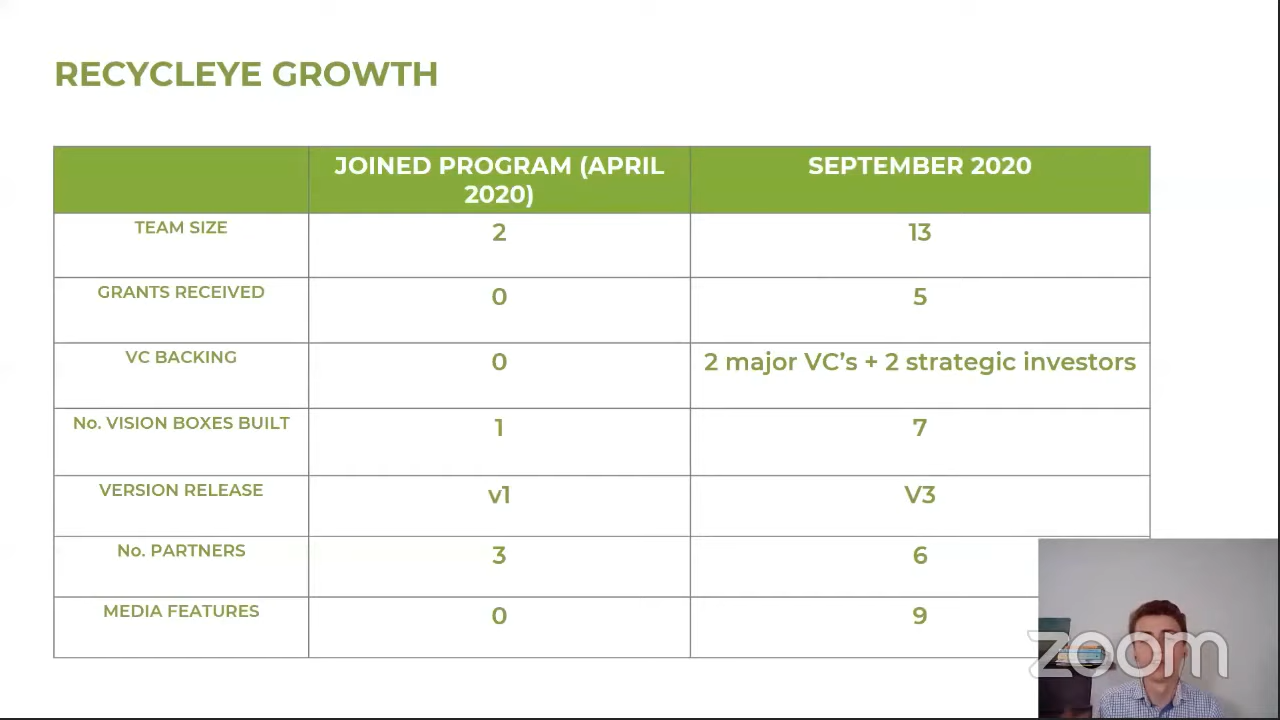 RECYCLEYE GROWTH
JOINED PROGRAM (APRIL
2020)
SEPTEMBER 2020
TEAM SIZE
2
13
GRANTS RECEIVED
0
5
VC BACKING
0
2 major VC's + 2 strategic investors
No. VISION BOXES BUILT
1
7
VERSION RELEASE
v1
V3
No. PARTNERS
3
6
MEDIA FEATURES
0
9
zoom